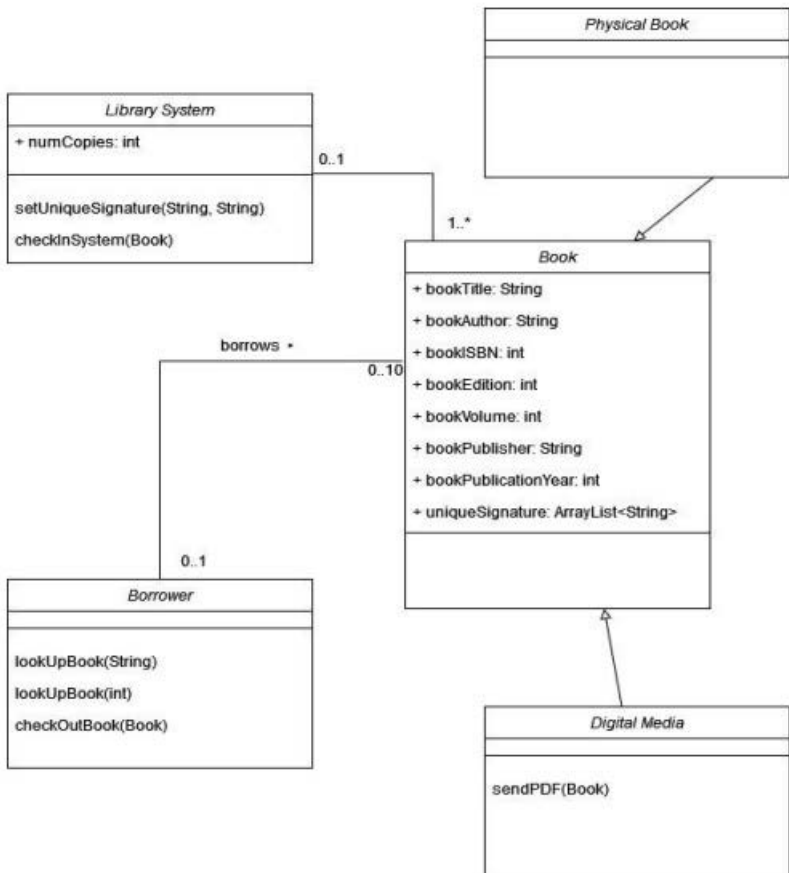 Physical Book
Library System
+ numCopies: int
setUniqueSignature(String, String)
checkInSystem(Book)
0..1
1..*
Book
+ bookTitle: String
+ bookAuthor: String
+ bookISBN: int
+ bookEdition: int
+ bookVolume: int
+ bookPublisher: String
+ bookPublicationYear: int
+ uniqueSignature: ArrayList<String>
borrows *
0..10
0..1
Borrower
lookUpBook(String)
lookUpBook(int)
checkOutBook(Book)
Digital Media
sendPDF(Book)